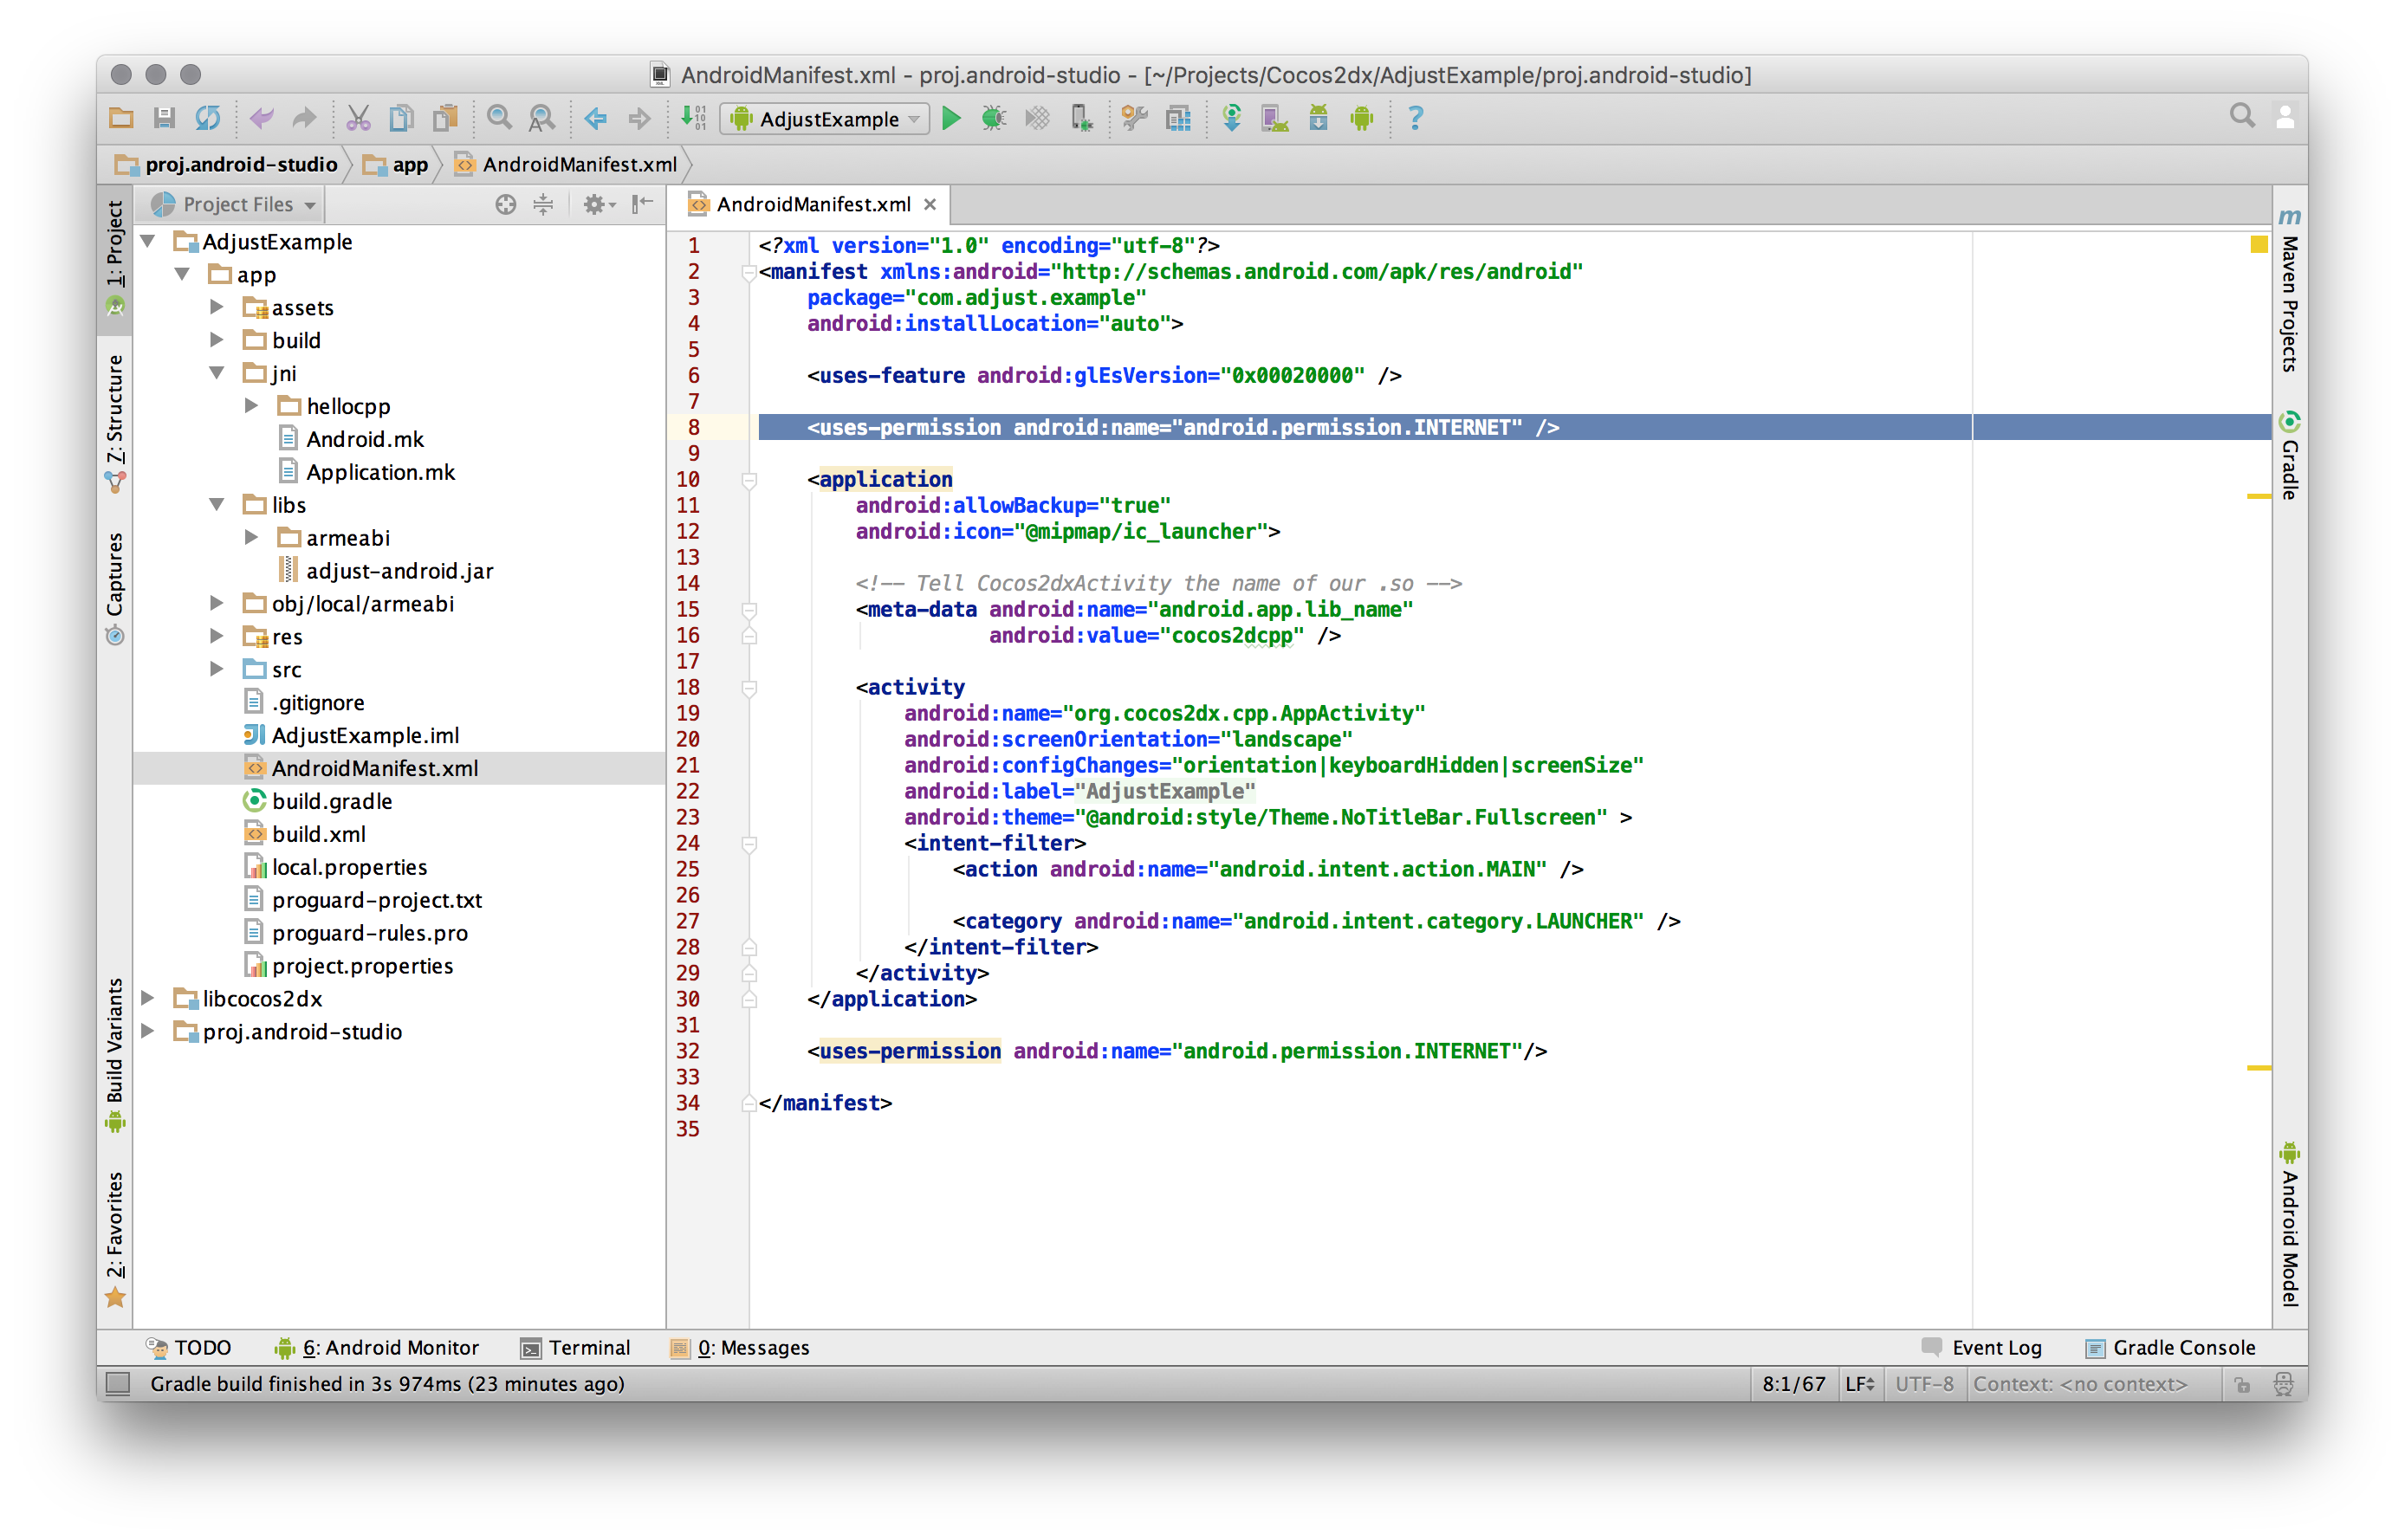 AndroidManifest.xml - proj.android-studio - [~/Projects/Cocos2dx/AdjustExample/proj.android-studio]
AdjustExample
proj.android-studio
app
AndroidManifest.xml
1: Project
7: Structure
Captures
Build Variants
2: Favorites
Project Files
AdjustExample
app
assets
build
jni
hellocpp
Android.mk
Application.mk
libs
armeabi
adjust-android.jar
obj/local/armeabi
res
src
.gitignore
AdjustExample.iml
AndroidManifest.xml
build.gradle
build.xml
local.properties
proguard-project.txt
proguard-rules.pro
project.properties
libcocos2dx
proj.android-studio
AndroidManifest.xml
1 <?xml version="1.0" encoding="utf-8"?>
2 <manifest xmlns:android="http://schemas.android.com/apk/res/android"
3 package="com.adjust.example"
4 android:installLocation="auto">
5
6 <uses-feature android:glEsVersion="0x00020000" />
7
8 <uses-permission android:name="android.permission.INTERNET" />
9
10 <application
11 android:allowBackup="true"
12 android:icon="@mipmap/ic_launcher">
13
14 <!-- Tell Cocos2dxActivity the name of our .so -->
15 <meta-data android:name="android.app.lib_name"
16 android:value="cocos2dcpp" />
17
18 <activity
19 android:name="org.cocos2dx.cpp.AppActivity"
20 android:screenOrientation="landscape"
21 android:configChanges="orientation|keyboardHidden|screenSize"
22 android:label="AdjustExample"
23 android:theme="@android:style/Theme.NoTitleBar.Fullscreen" >
24 <intent-filter>
25 <action android:name="android.intent.action.MAIN" />
26
27 <category android:name="android.intent.category.LAUNCHER" />
28 </intent-filter>
29 </activity>
30 </application>
31
32 <uses-permission android:name="android.permission.INTERNET"/>
33
34 </manifest>
35
Maven Projects
Gradle
Android Model
TODO
6: Android Monitor
Terminal
0: Messages
Event Log
Gradle Console
Gradle build finished in 3s 974ms (23 minutes ago)
8:1/67
LF
UTF-8
Context: <no context>